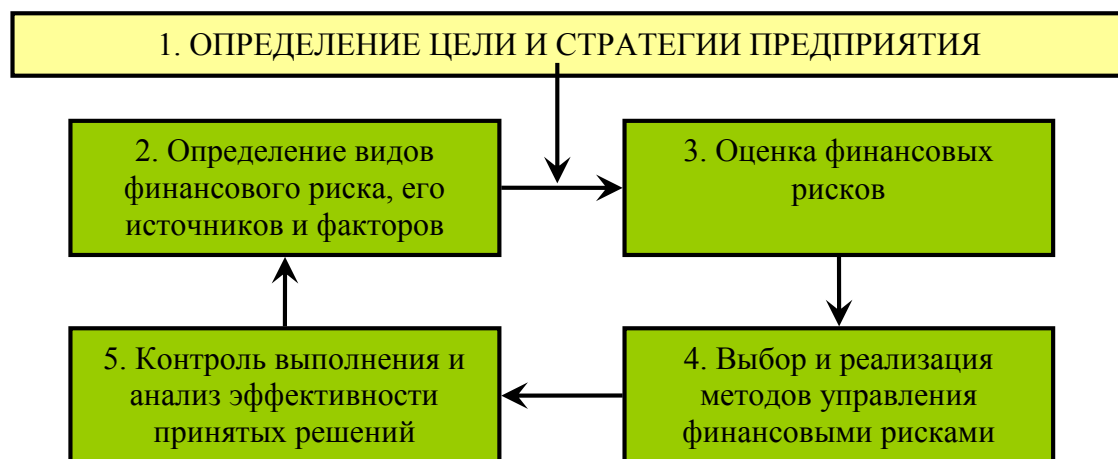 1. ОПРЕДЕЛЕНИЕ ЦЕЛИ И СТРАТЕГИИ ПРЕДПРИЯТИЯ
2. Определение видов
финансового риска, его
источников и факторов
3. Оценка финансовых
рисков
5. Контроль выполнения и
анализ эффективности
принятых решений
4. Выбор и реализация
методов управления
финансовыми рисками